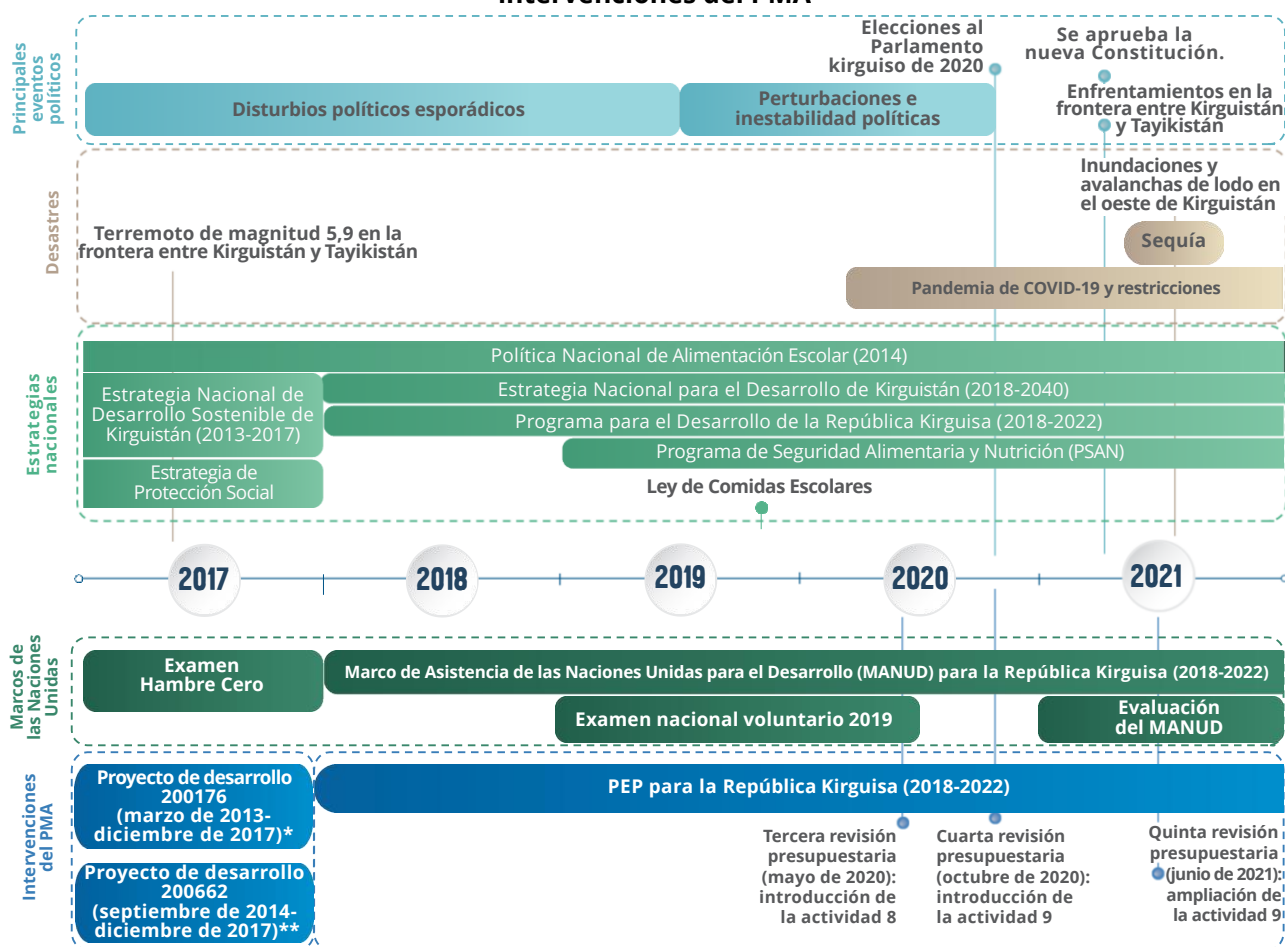 Intervenciones del PMA
Principales
eventos
políticos
Elecciones al
Parlamento
kirguiso de 2020
Se aprueba la
nueva Constitución.
Disturbios políticos esporádicos
Perturbaciones e
inestabilidad políticas
Enfrentamientos en la
frontera entre Kirguistán
y Tayikistán
Desastres
Inundaciones y
avalanchas de lodo en
el oeste de Kirguistán
Terremoto de magnitud 5,9 en la
frontera entre Kirguistán y Tayikistán
Sequía
Pandemia de COVID-19 y restricciones
Estrategias
nacionales
Política Nacional de Alimentación Escolar (2014)
Estrategia Nacional de
Desarrollo Sostenible de
Kirguistán (2013-2017)
Estrategia Nacional para el Desarrollo de Kirguistán (2018-2040)
Programa para el Desarrollo de la República Kirguisa (2018-2022)
Programa de Seguridad Alimentaria y Nutrición (PSAN)
Estrategia de
Protección Social
Ley de Comidas Escolares
2017
2018
2019
2020
2021
Marcos de
las Naciones
Unidas
Examen
Hambre Cero
Marco de Asistencia de las Naciones Unidas para el Desarrollo (MANUD) para la República Kirguisa (2018-2022)
Examen nacional voluntario 2019
Evaluación
del MANUD
Intervenciones
del PMA
Proyecto de desarrollo
200176
(marzo de 2013-
diciembre de 2017)*
PEP para la República Kirguisa (2018-2022)
Proyecto de desarrollo
200662
(septiembre de 2014-
diciembre de 2017)**
Tercera revisión
presupuestaria
(mayo de 2020):
introducción de
la actividad 8
Cuarta revisión
presupuestaria
(octubre de 2020):
introducción de
la actividad 9
Quinta revisión
presupuestaria
(junio de 2021):
ampliación de
la actividad 9